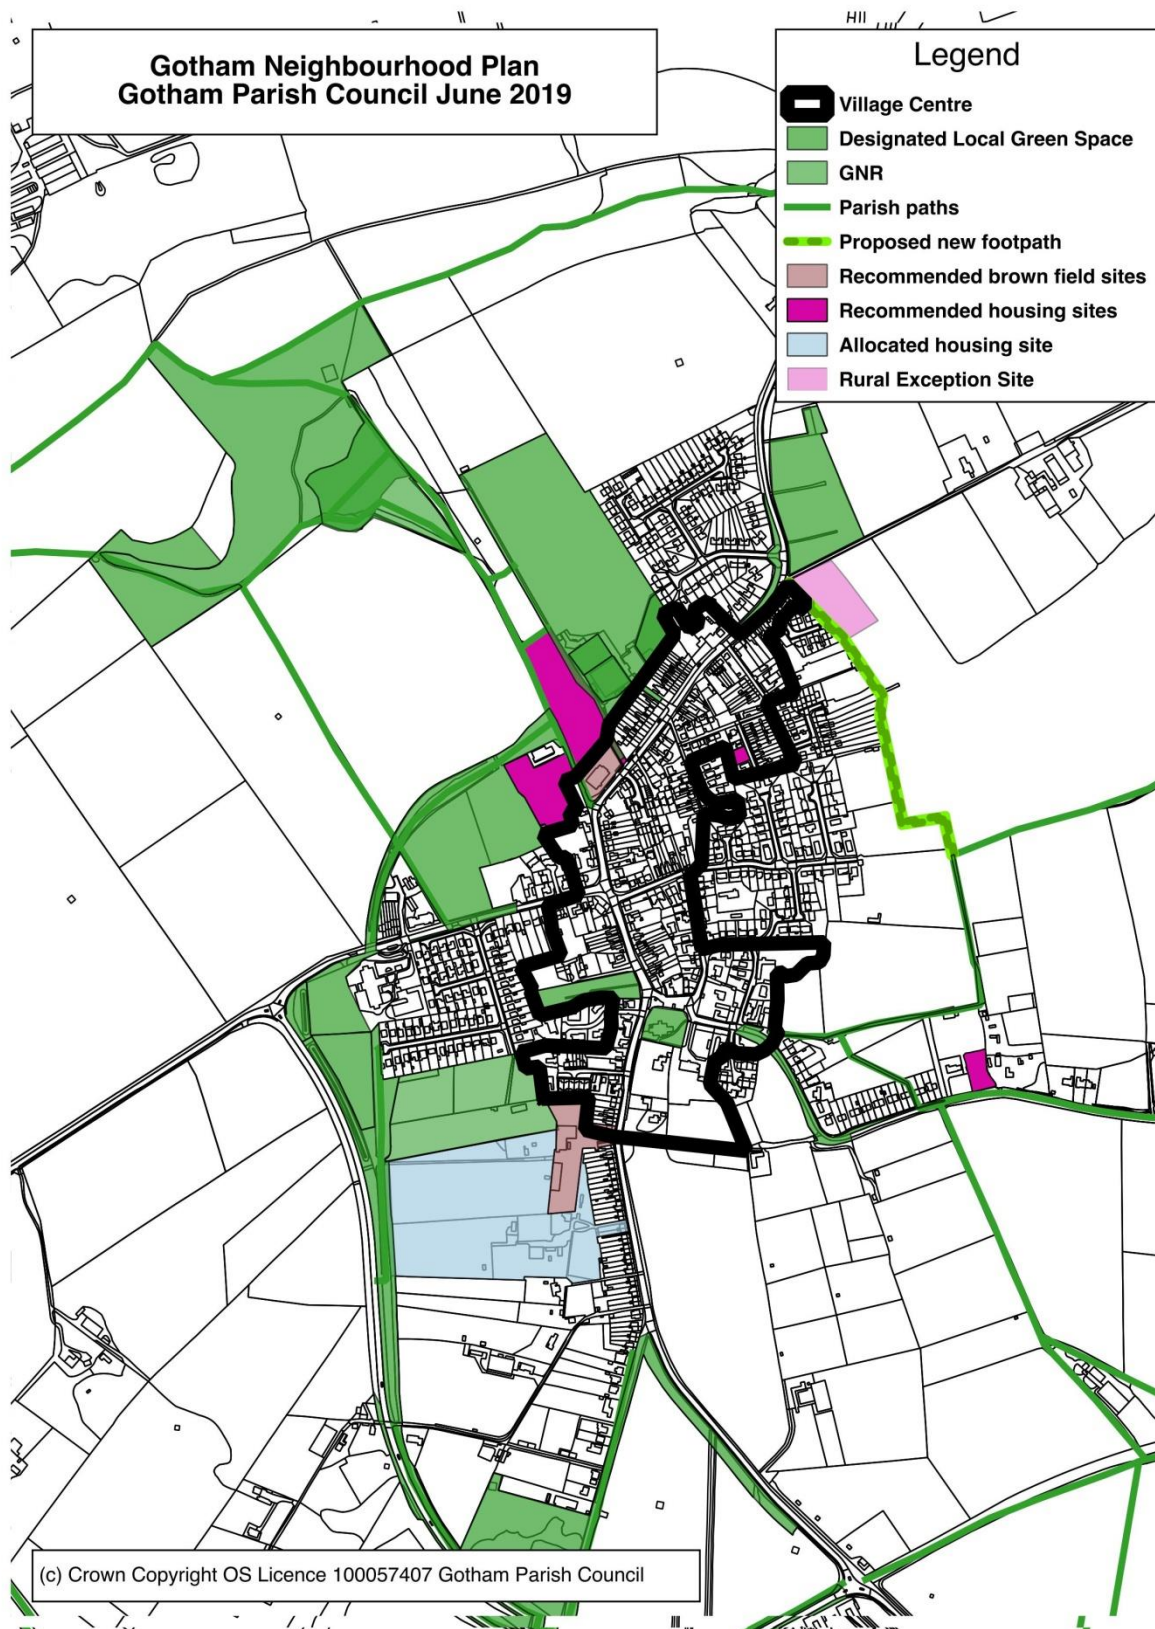 Gotham Neighbourhood Plan
Gotham Parish Council June 2019
Legend
Village Centre
Designated Local Green Space
GNR
Parish paths
Proposed new footpath
Recommended brown field sites
Recommended housing sites
Allocated housing site
Rural Exception Site
(c) Crown Copyright OS Licence 100057407 Gotham Parish Council